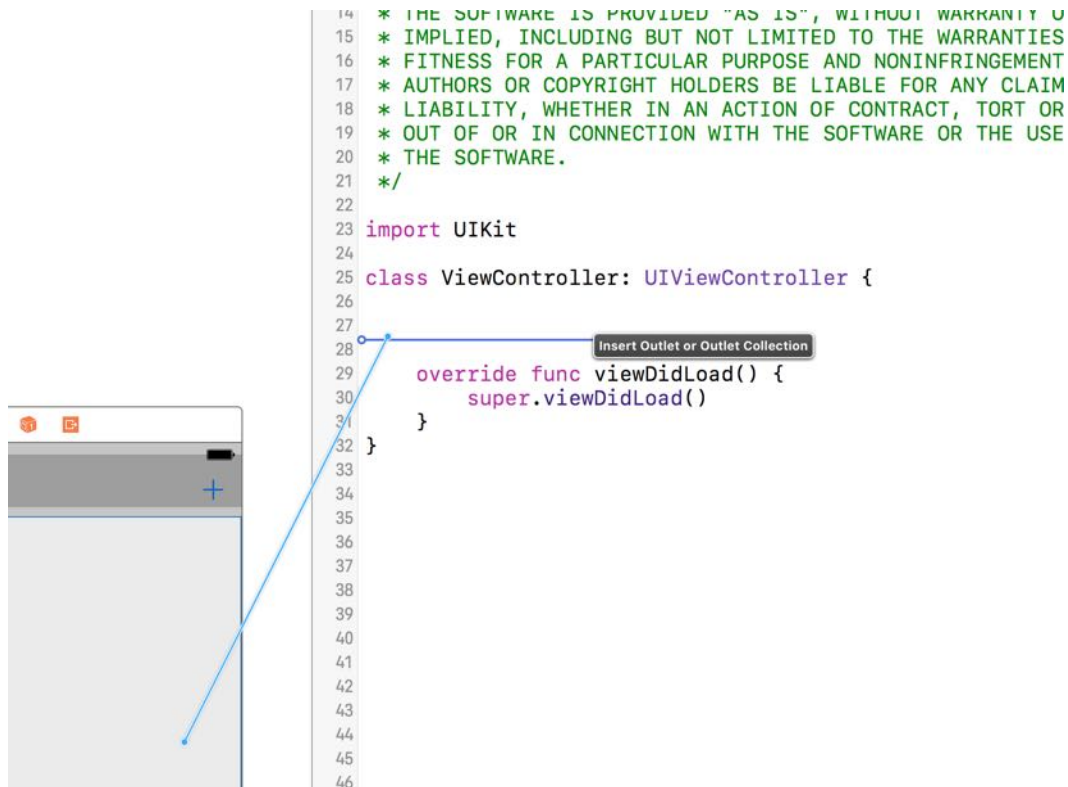 14 * THE SOFTWARE IS PROVIDED "AS IS", WITHOUT WARRANTY O
15 * IMPLIED, INCLUDING BUT NOT LIMITED TO THE WARRANTIES
16 * FITNESS FOR A PARTICULAR PURPOSE AND NONINFRINGEMENT
17 * AUTHORS OR COPYRIGHT HOLDERS BE LIABLE FOR ANY CLAIM
18 * LIABILITY, WHETHER IN AN ACTION OF CONTRACT, TORT OR
19 * OUT OF OR IN CONNECTION WITH THE SOFTWARE OR THE USE
20 * THE SOFTWARE.
21 */
22
23 import UIKit
24
25 class ViewController: UIViewController {
26
27
Insert Outlet or Outlet Collection
28
29 override func viewDidLoad() {
30 super.viewDidLoad()
31 }
32 }
33
34
35
36
37
38
39
40
41
42
43
44
45
46